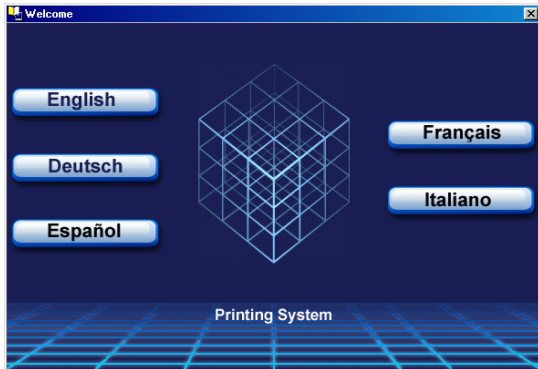 Welcome
English
Deutsch
Español
Français
Italiano
Printing System